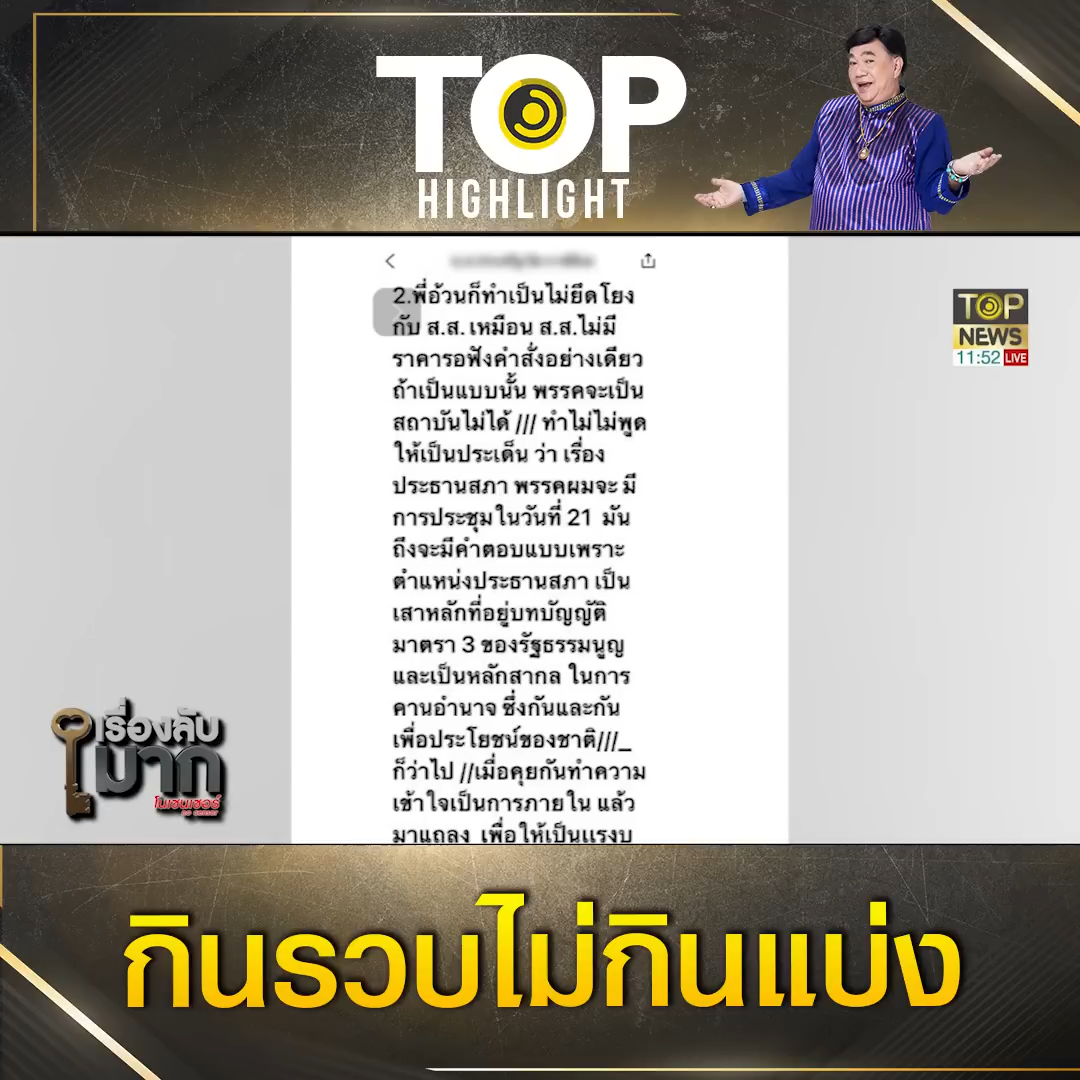 TOP
HIGHLIGHT
2.พี่อ้วนก็ทำเป็นไม่ยึดโยง
กับ ส.ส. เหมือน ส.ส.ไม่มี
ราคารอฟังคำสั่งอย่างเดียว
ถ้าเป็นแบบนั้น พรรคจะเป็น
สถาบันไม่ได้ /// ทำไม่ไม่พูด
ให้เป็นประเด็น ว่า เรื่อง
ประธานสภา พรรคผมจะ มี
การประชุมในวันที่ 21 มัน
ถึงจะมีคำตอบแบบเพราะ
ตำแหน่งประธานสภา เป็น
เสาหลักที่อยู่บทบัญญัติ
มาตรา 3 ของรัฐธรรมนูญ
และเป็นหลักสากล ในการ
คานอำนาจ ซึ่งกันและกัน
เพื่อประโยชน์ของชาติ///_
ก็ว่าไป //เมื่อคุยกันทำความ
เข้าใจเป็นการภายใน แล้ว
มาแถลง เพื่อให้เป็นแรงบ
TOP
NEWS
11:52 LIVE
เรื่องลับ
มาก
โนเซนเซอร์
no censor
กินรวบไม่กินแบ่ง